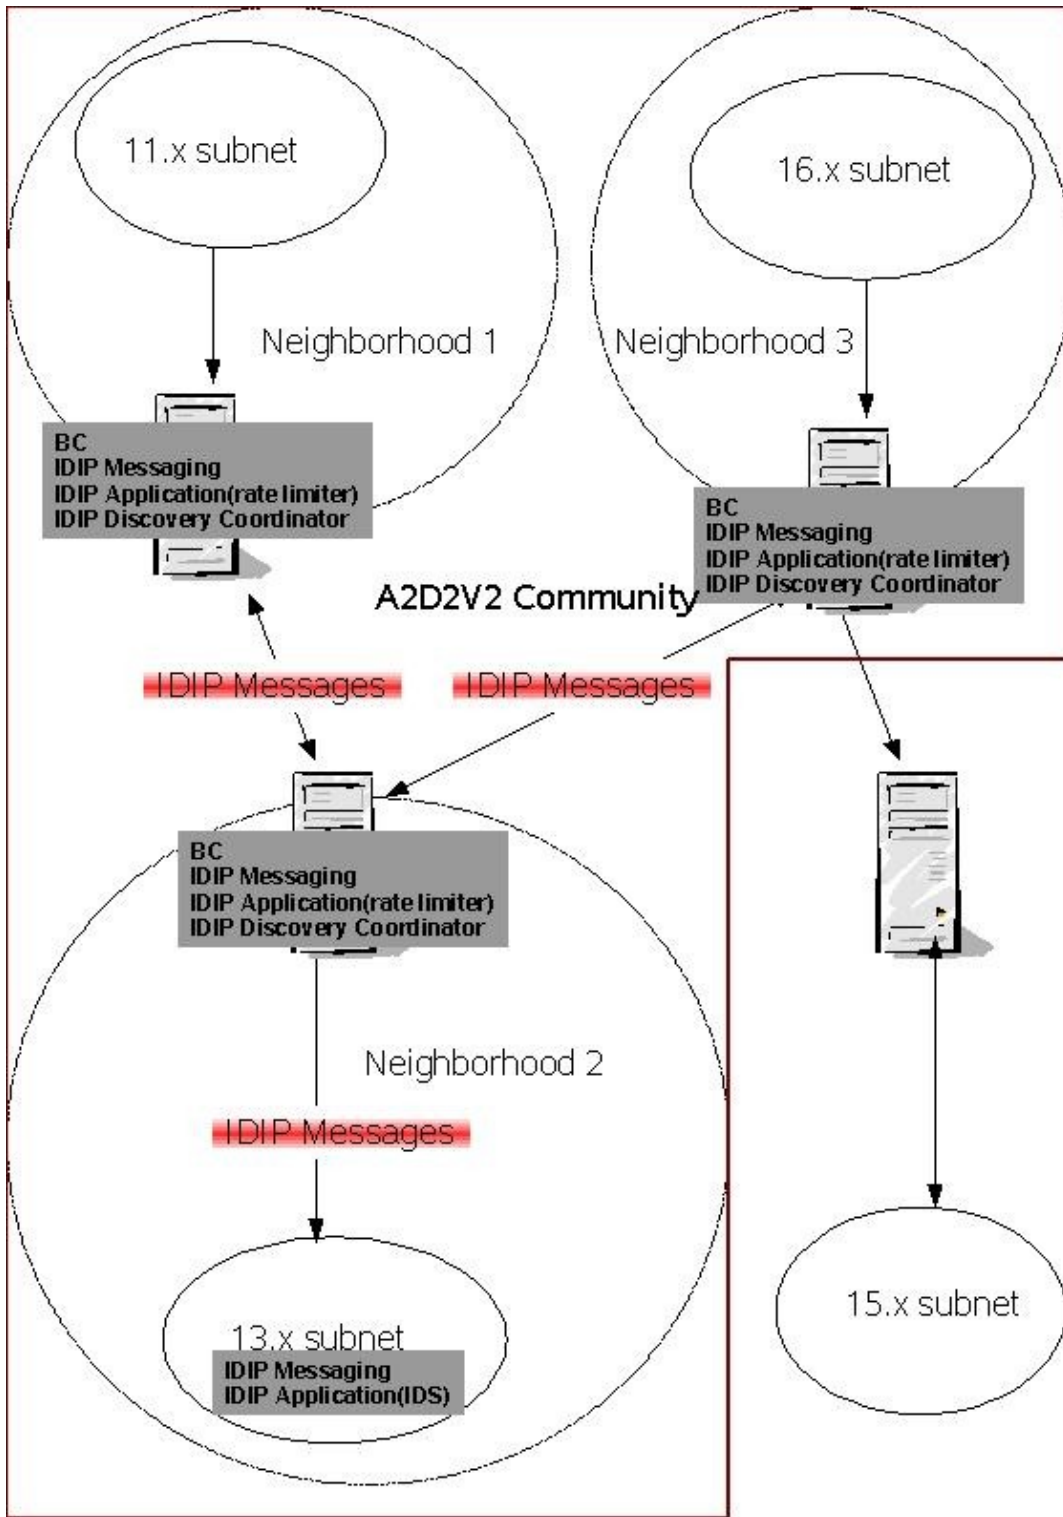 11.x subnet
16.x subnet
Neighborhood 1
Neighborhood 3
BC
IDIP Messaging
IDIP Application(rate limiter)
IDIP Discovery Coordinator
BC
IDIP Messaging
IDIP Application(rate limiter)
IDIP Discovery Coordinator
A2D2V2 Community
IDIP Messages
IDIP Messages
BC
IDIP Messaging
IDIP Application(rate limiter)
IDIP Discovery Coordinator
Neighborhood 2
IDIP Messages
13.x subnet
IDIP Messaging
IDIP Application(IDS)
15.x subnet